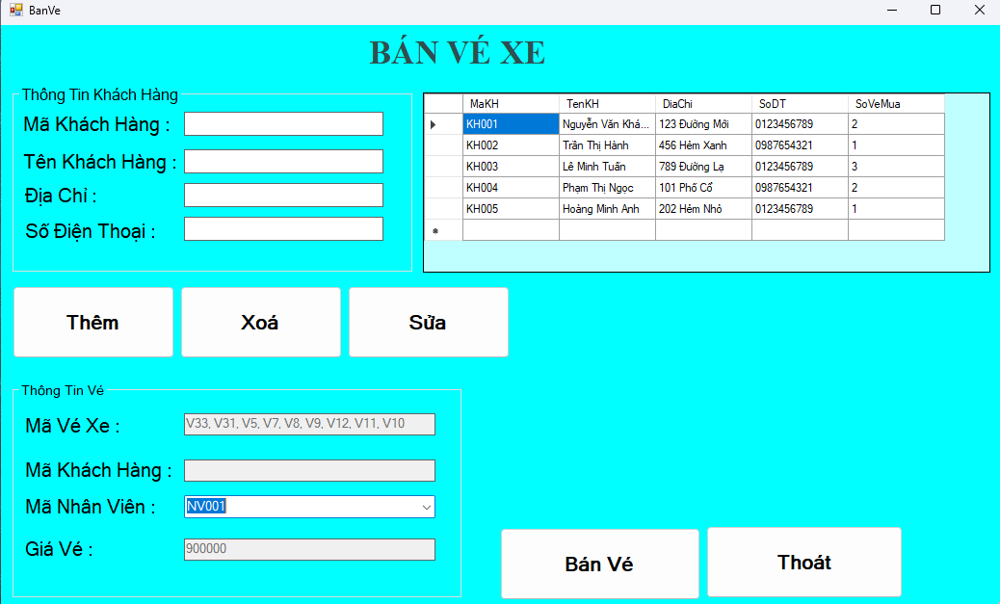 BanVe
BÁN VÉ XE
Thông Tin Khách Hàng
Mã Khách Hàng :
Tên Khách Hàng :
Địa Chỉ :
Số Điện Thoại :
MaKH TenKH DiaChi SoDT SoVeMua
KH001 Nguyễn Văn Khá... 123 Đường Mới 0123456789 2
KH002 Trần Thị Hành 456 Hẻm Xanh 0987654321 1
KH003 Lê Minh Tuấn 789 Đường Lạ 0123456789 3
KH004 Phạm Thị Ngọc 101 Phố Cổ 0987654321 2
KH005 Hoàng Minh Anh 202 Hẻm Nhỏ 0123456789 1
Thêm Xoá Sửa
Thông Tin Vé
Mã Vé Xe : V33, V31, V5, V7, V8, V9, V12, V11, V10
Mã Khách Hàng :
Mã Nhân Viên : NV001
Giá Vé : 900000
Bán Vé Thoát